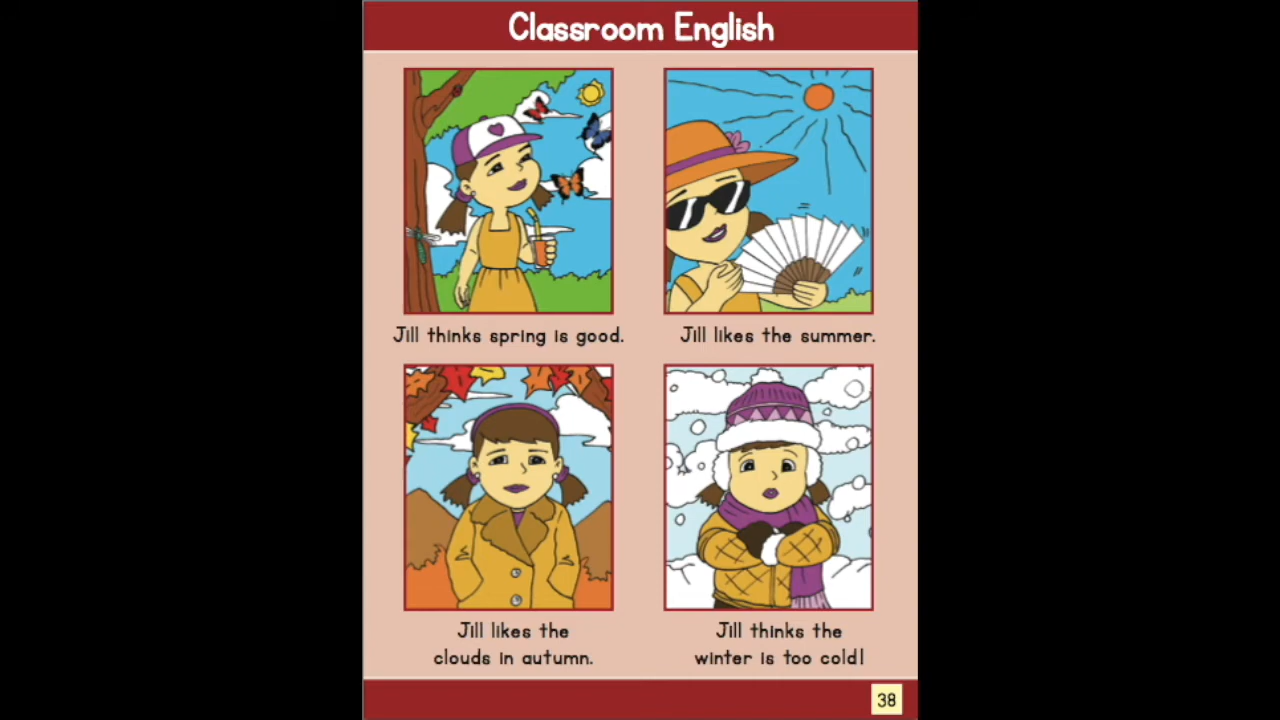 Classroom English
Jill thinks spring is good.
Jill likes the summer.
Jill likes the
clouds in autumn.
Jill thinks the
winter is too cold!
38